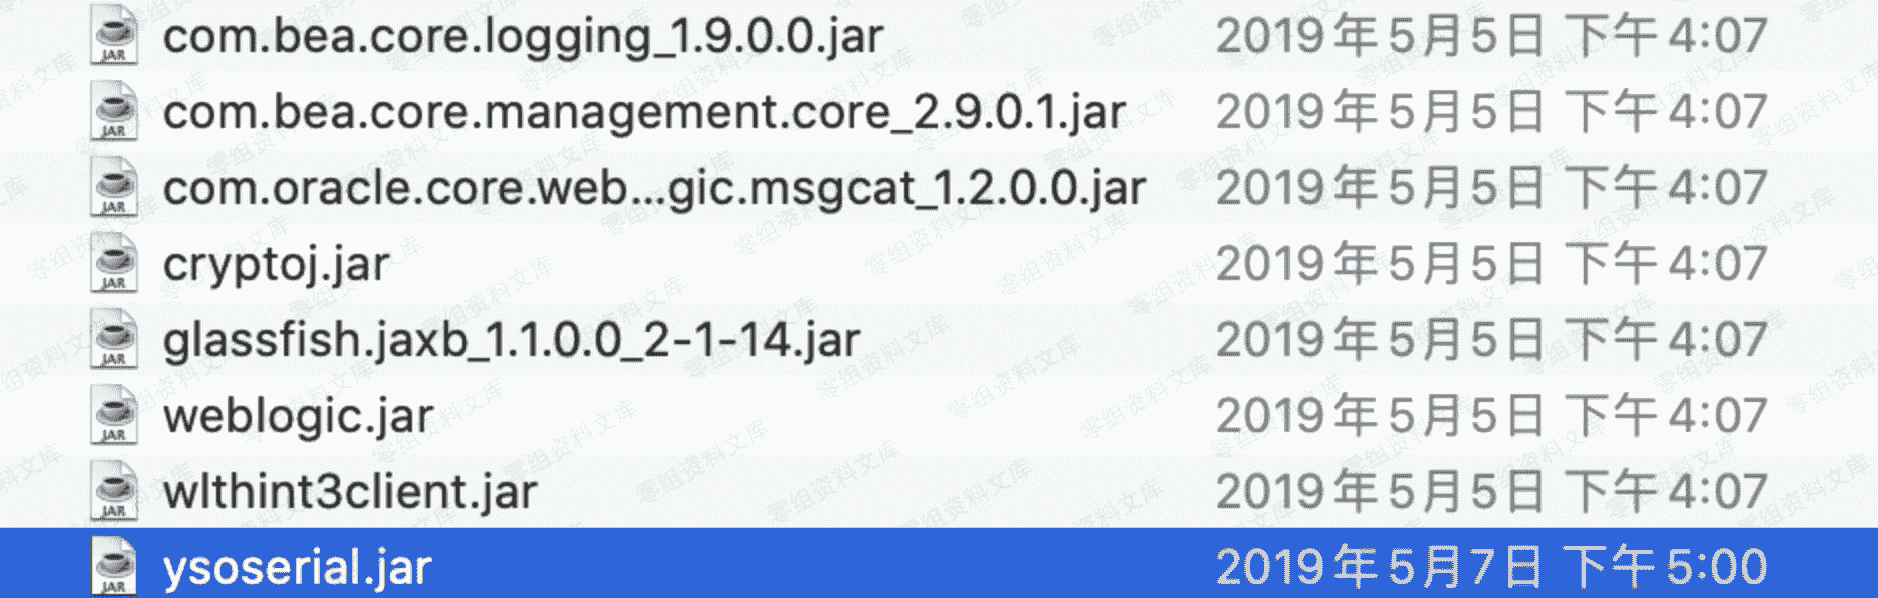 com.bea.core.logging_1.9.0.0.jar 2019年5月5日 下午4:07
com.bea.core.management.core_2.9.0.1.jar 2019年5月5日 下午4:07
com.oracle.core.web...gic.msgcat_1.2.0.0.jar 2019年5月5日 下午4:07
cryptoj.jar 2019年5月5日 下午4:07
glassfish.jaxb_1.1.0.0_2-1-14.jar 2019年5月5日 下午4:07
weblogic.jar 2019年5月5日 下午4:07
wlthint3client.jar 2019年5月5日 下午4:07
ysoserial.jar 2019年5月7日 下午5:00
零组资料文库